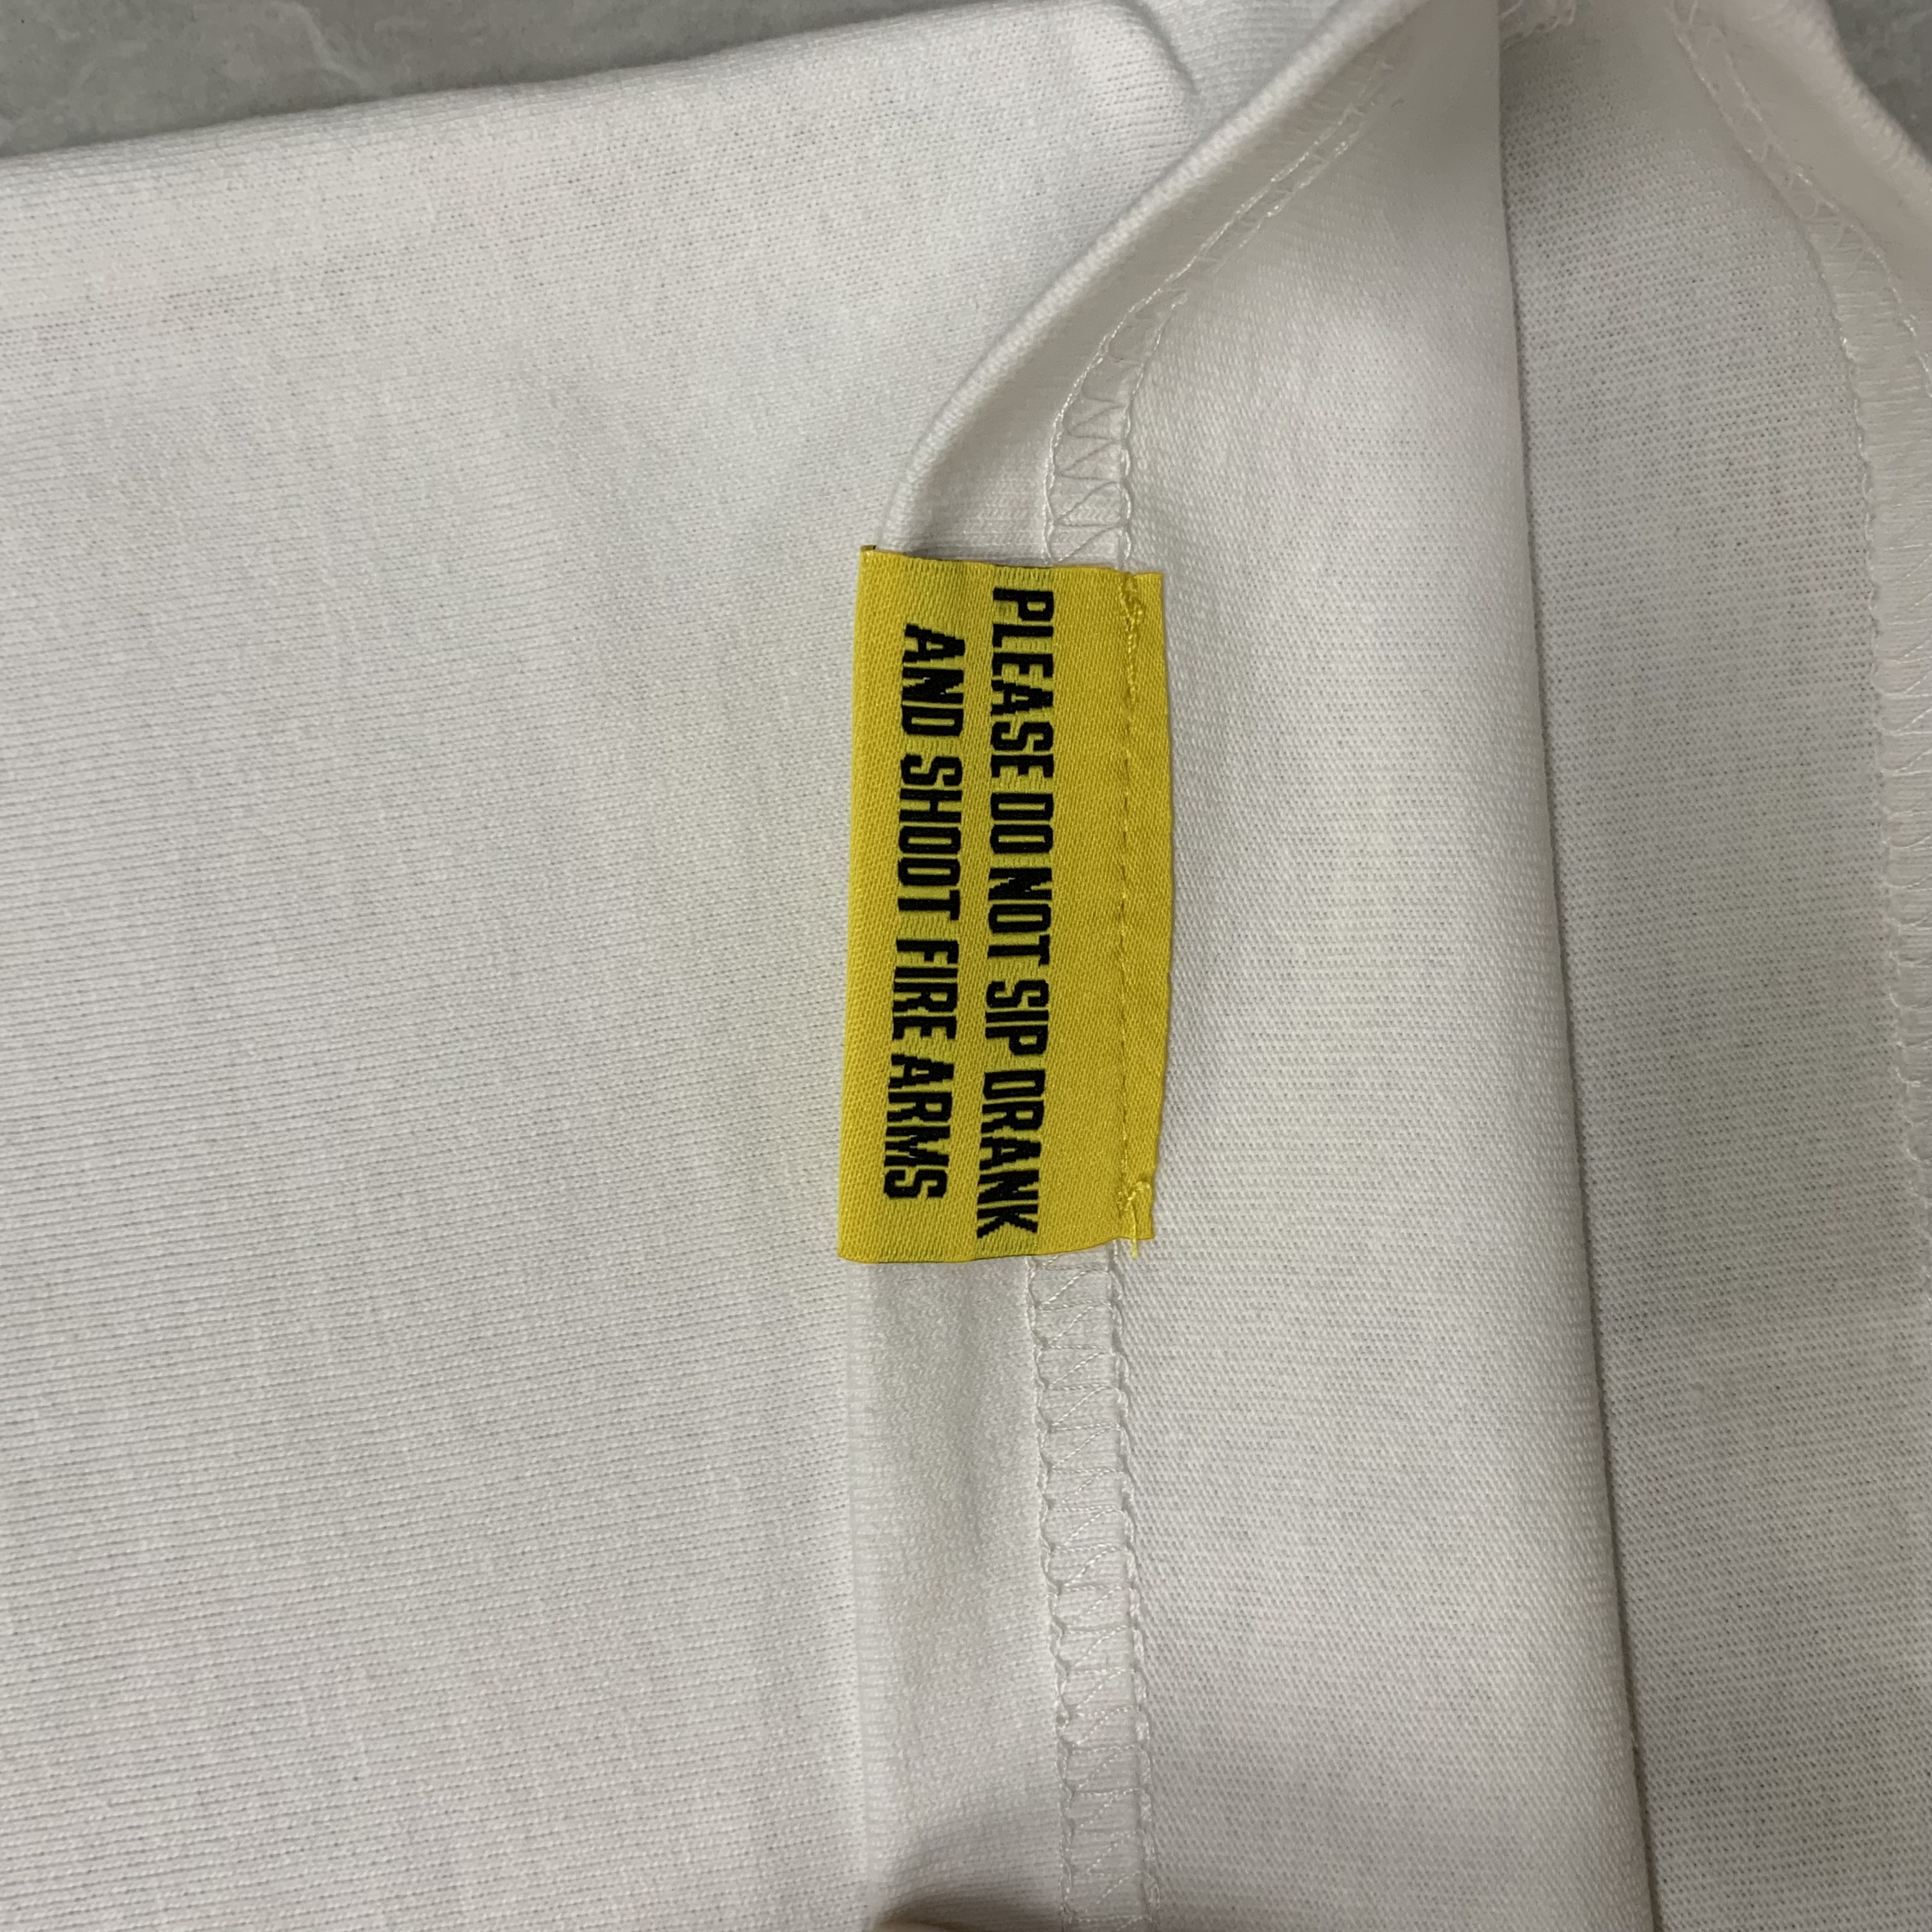 PLEASE DO NOT SIP DRANK
AND SHOOT FIRE ARMS